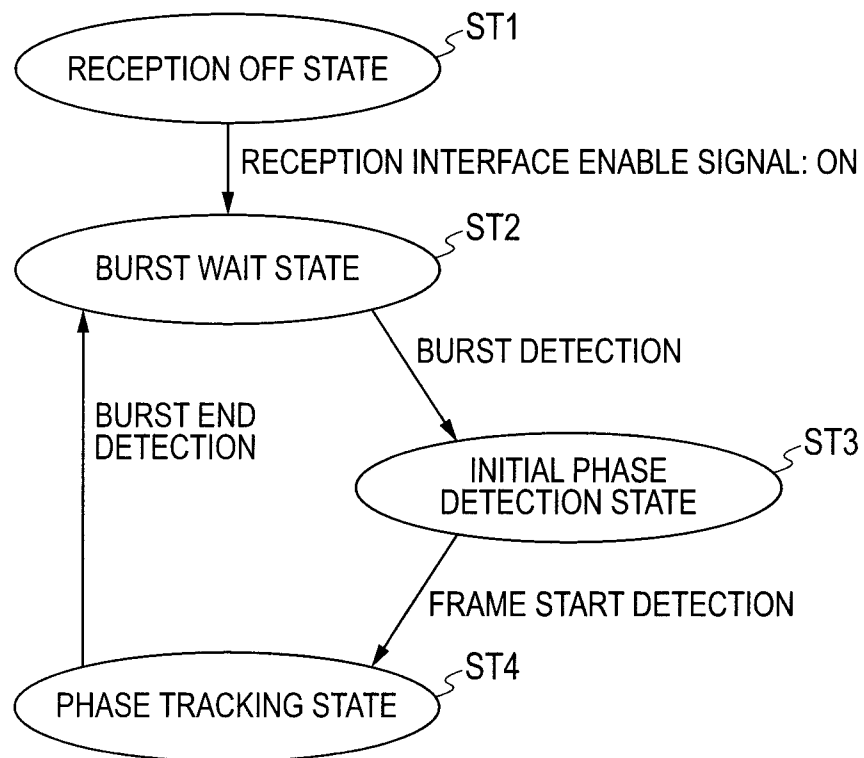 ST1
RECEPTION OFF STATE
RECEPTION INTERFACE ENABLE SIGNAL: ON
ST2
BURST WAIT STATE
BURST DETECTION
BURST END
DETECTION
ST3
INITIAL PHASE
DETECTION STATE
FRAME START DETECTION
ST4
PHASE TRACKING STATE